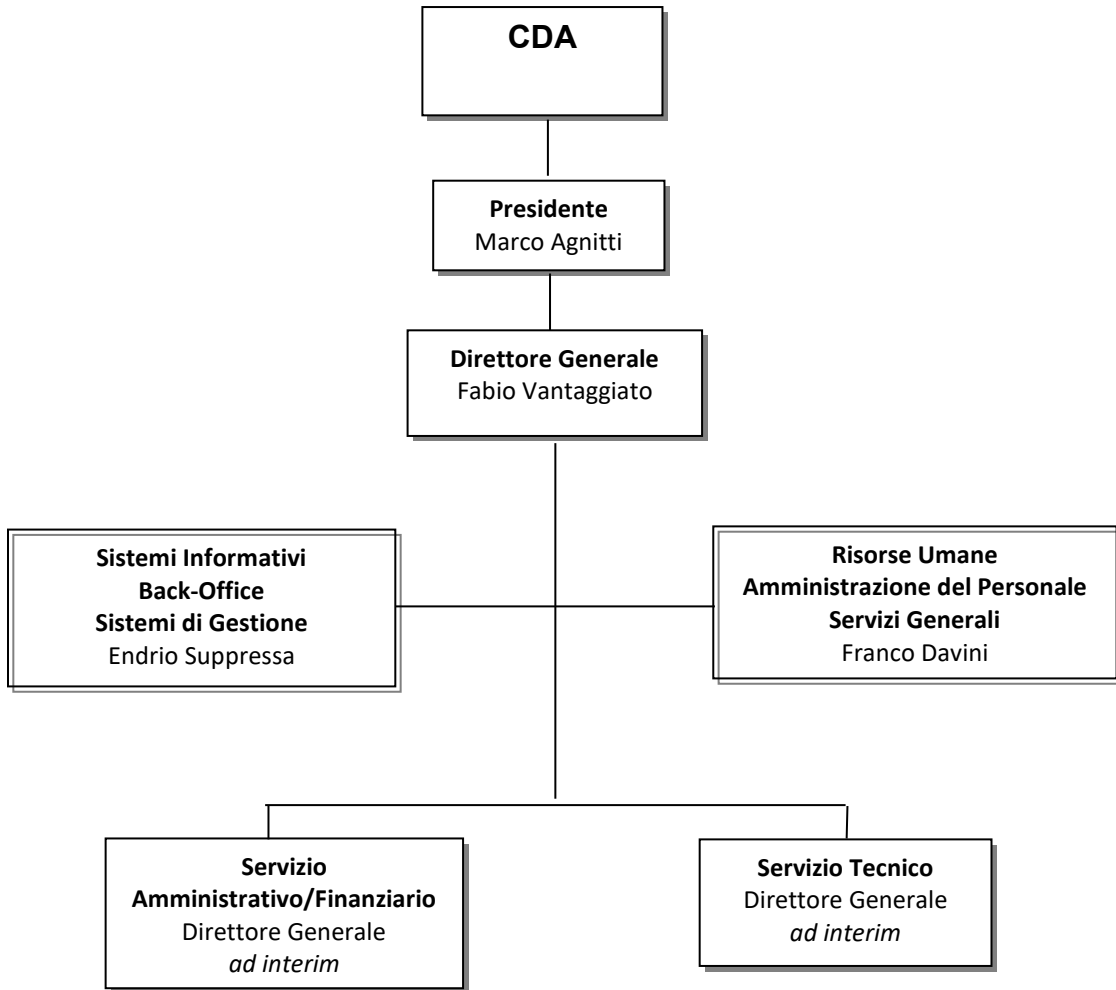 CDA
Presidente
Marco Agnitti
Direttore Generale
Fabio Vantaggiato
Sistemi Informativi
Back-Office
Sistemi di Gestione
Endrio Suppressa
Risorse Umane
Amministrazione del Personale
Servizi Generali
Franco Davini
Servizio
Amministrativo/Finanziario
Direttore Generale
ad interim
Servizio Tecnico
Direttore Generale
ad interim